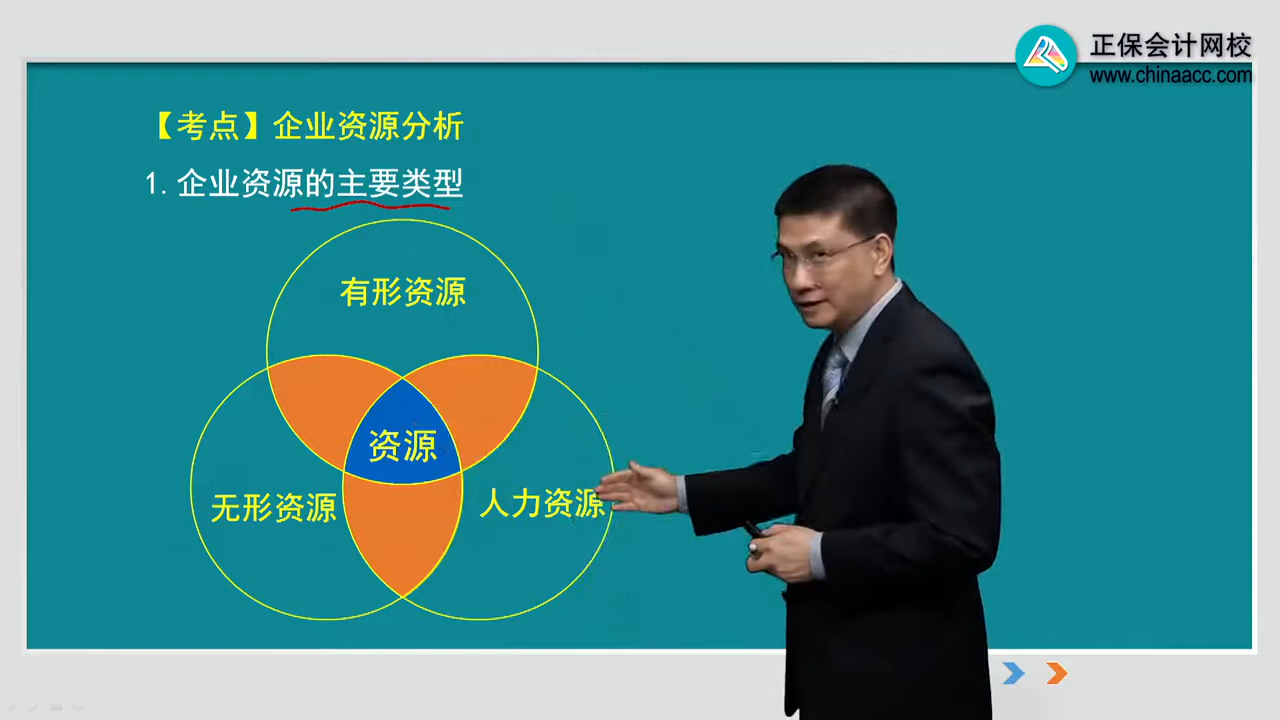 正保会计网校
www.chinaacc.com
【考点】企业资源分析
1.企业资源的主要类型
有形资源
资源
无形资源
人力资源